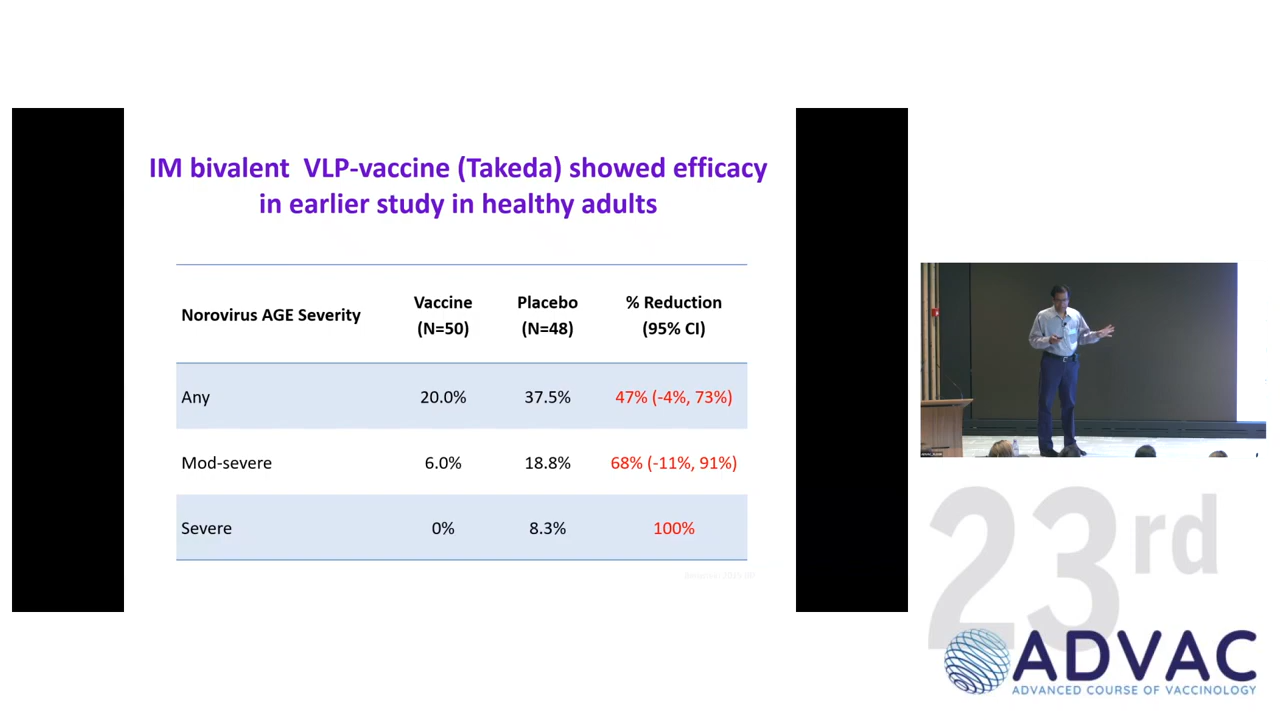 IM bivalent VLP-vaccine (Takeda) showed efficacy
in earlier study in healthy adults
Norovirus AGE Severity
Vaccine
(N=50)
Placebo
(N=48)
% Reduction
(95% CI)
Any 20.0% 37.5% 47% (-4%, 73%)
Mod-severe 6.0% 18.8% 68% (-11%, 91%)
Severe 0% 8.3% 100%
23rd
ADVAC
ADVANCED COURSE OF VACCINOLOGY